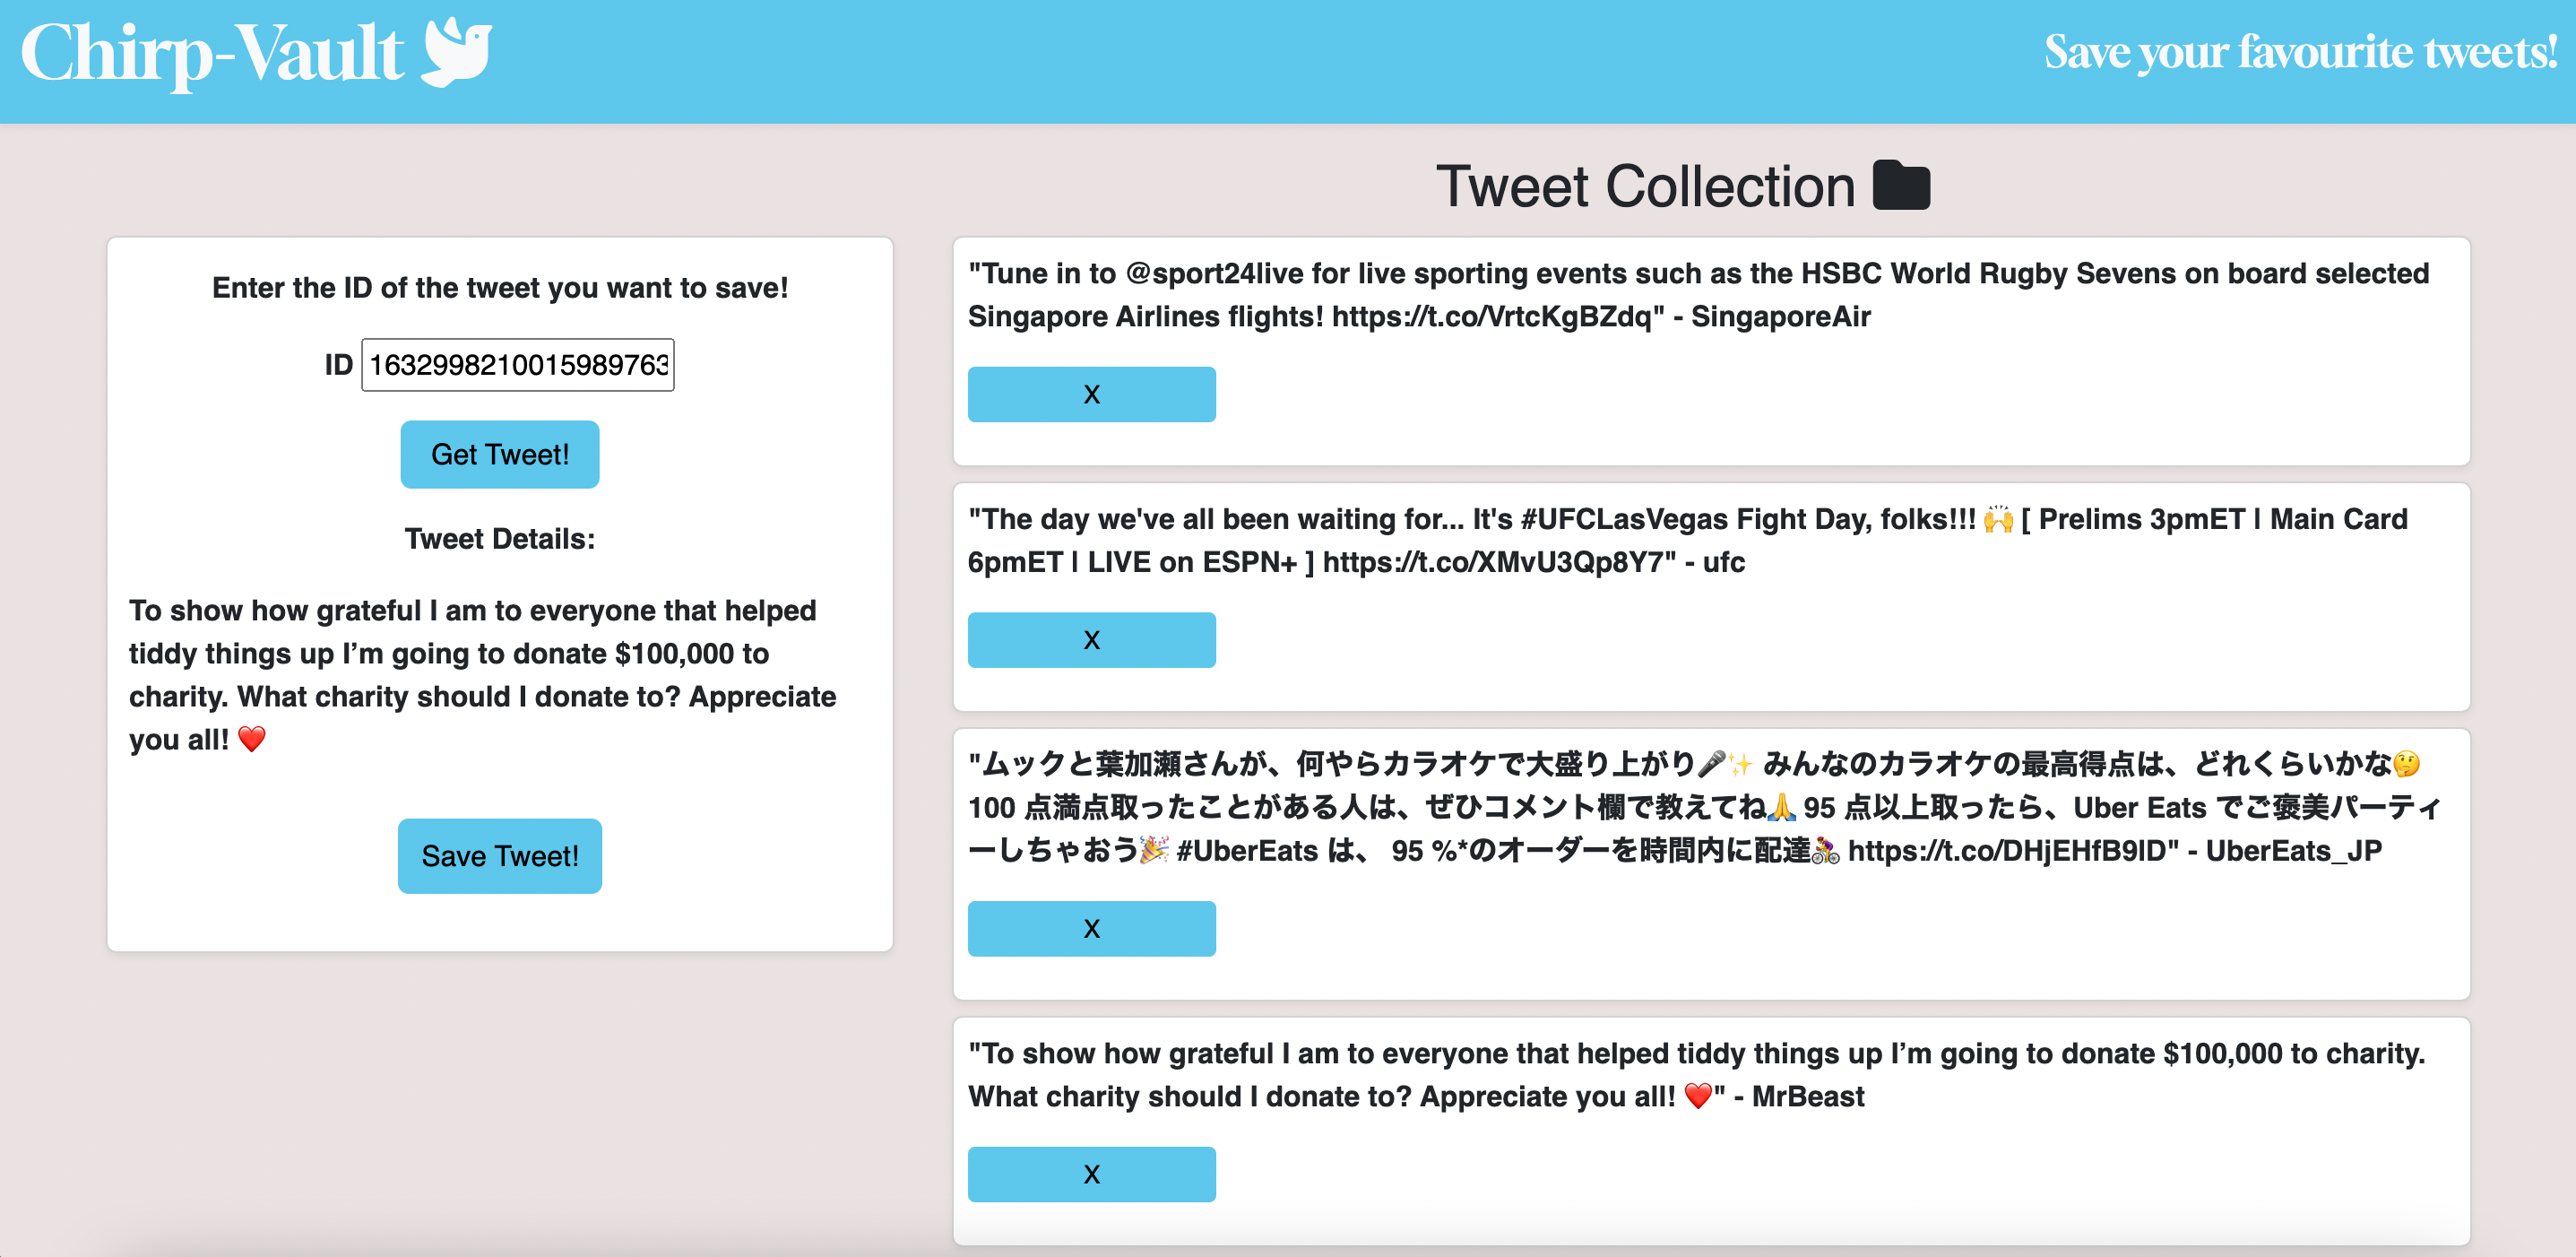 Chirp-Vault
Save your favourite tweets!
Enter the ID of the tweet you want to save!
ID 1632998210015989763
Get Tweet!
Tweet Details:
To show how grateful I am to everyone that helped
tiddy things up I’m going to donate $100,000 to
charity. What charity should I donate to? Appreciate
you all! ❤️
Save Tweet!
Tweet Collection
"Tune in to @sport24live for live sporting events such as the HSBC World Rugby Sevens on board selected
Singapore Airlines flights! https://t.co/VrtcKgBZdq" - SingaporeAir
X
"The day we've all been waiting for... It's #UFCLasVegas Fight Day, folks!!! 🙌 [ Prelims 3pmET | Main Card
6pmET | LIVE on ESPN+ ] https://t.co/XMvU3Qp8Y7" - ufc
X
"ムックと葉加瀬さんが、何やらカラオケで大盛り上がり🎤✨ みんなのカラオケの最高得点は、どれくらいかな🤔
100 点満点取ったことがある人は、ぜひコメント欄で教えてね🙏 95 点以上取ったら、Uber Eats でご褒美パーティ
ーしちゃおう🎉 #UberEats は、 95 %*のオーダーを時間内に配達🚴‍♀️ https://t.co/DHjEHfB9lD" - UberEats_JP
X
"To show how grateful I am to everyone that helped tiddy things up I’m going to donate $100,000 to charity.
What charity should I donate to? Appreciate you all! ❤️" - MrBeast
X